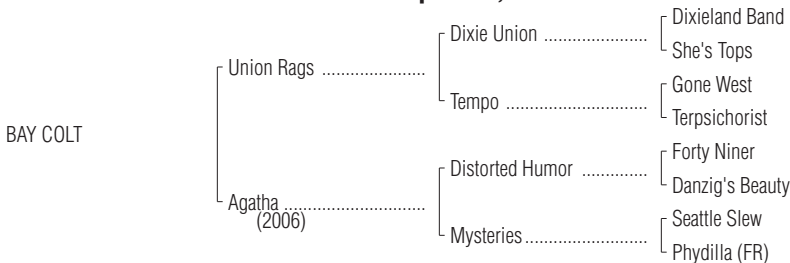 Dixieland Band
Dixie Union ......................
She's Tops
Union Rags ......................
Gone West
Tempo ..............................
Terpsichorist
BAY COLT
Forty Niner
Distorted Humor ..............
Danzig's Beauty
Agatha ..............................
(2006)
Seattle Slew
Mysteries..........................
Phydilla (FR)